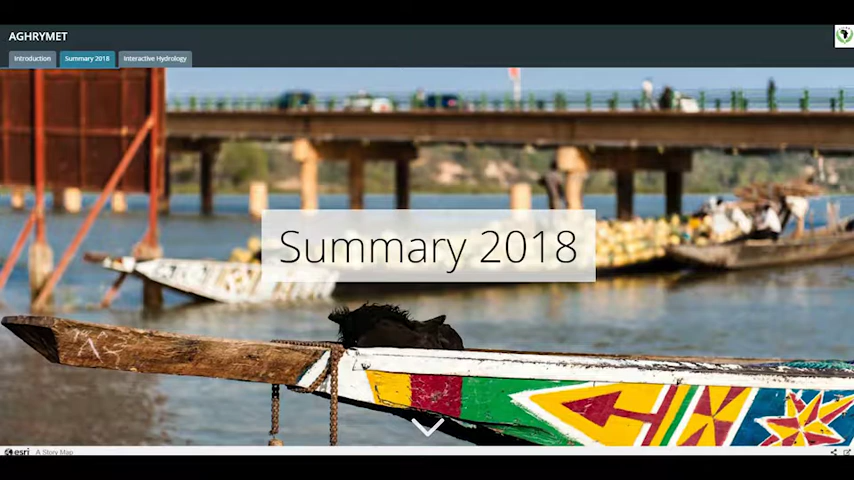 AGHRYMET
Introduction
Summary 2018
Interactive Hydrology
Summary 2018
esri A Story Map